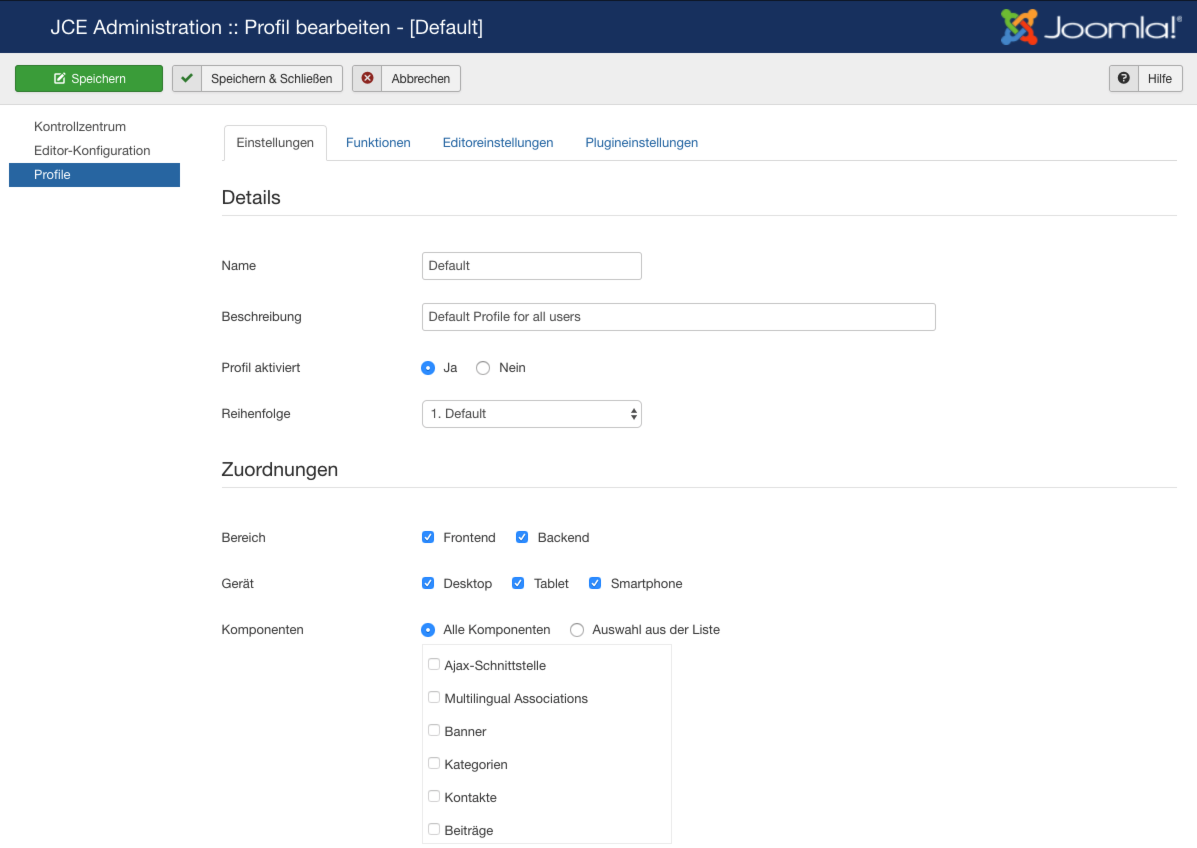 JCE Administration :: Profil bearbeiten - [Default]
Joomla!®
Speichern
Speichern & Schließen
Abbrechen
Hilfe
Kontrollzentrum
Editor-Konfiguration
Profile
Einstellungen
Funktionen
Editoreinstellungen
Plugineinstellungen
Details
Name
Default
Beschreibung
Default Profile for all users
Profil aktiviert
Ja
Nein
Reihenfolge
1. Default
Zuordnungen
Bereich
Frontend
Backend
Gerät
Desktop
Tablet
Smartphone
Komponenten
Alle Komponenten
Auswahl aus der Liste
Ajax-Schnittstelle
Multilingual Associations
Banner
Kategorien
Kontakte
Beiträge